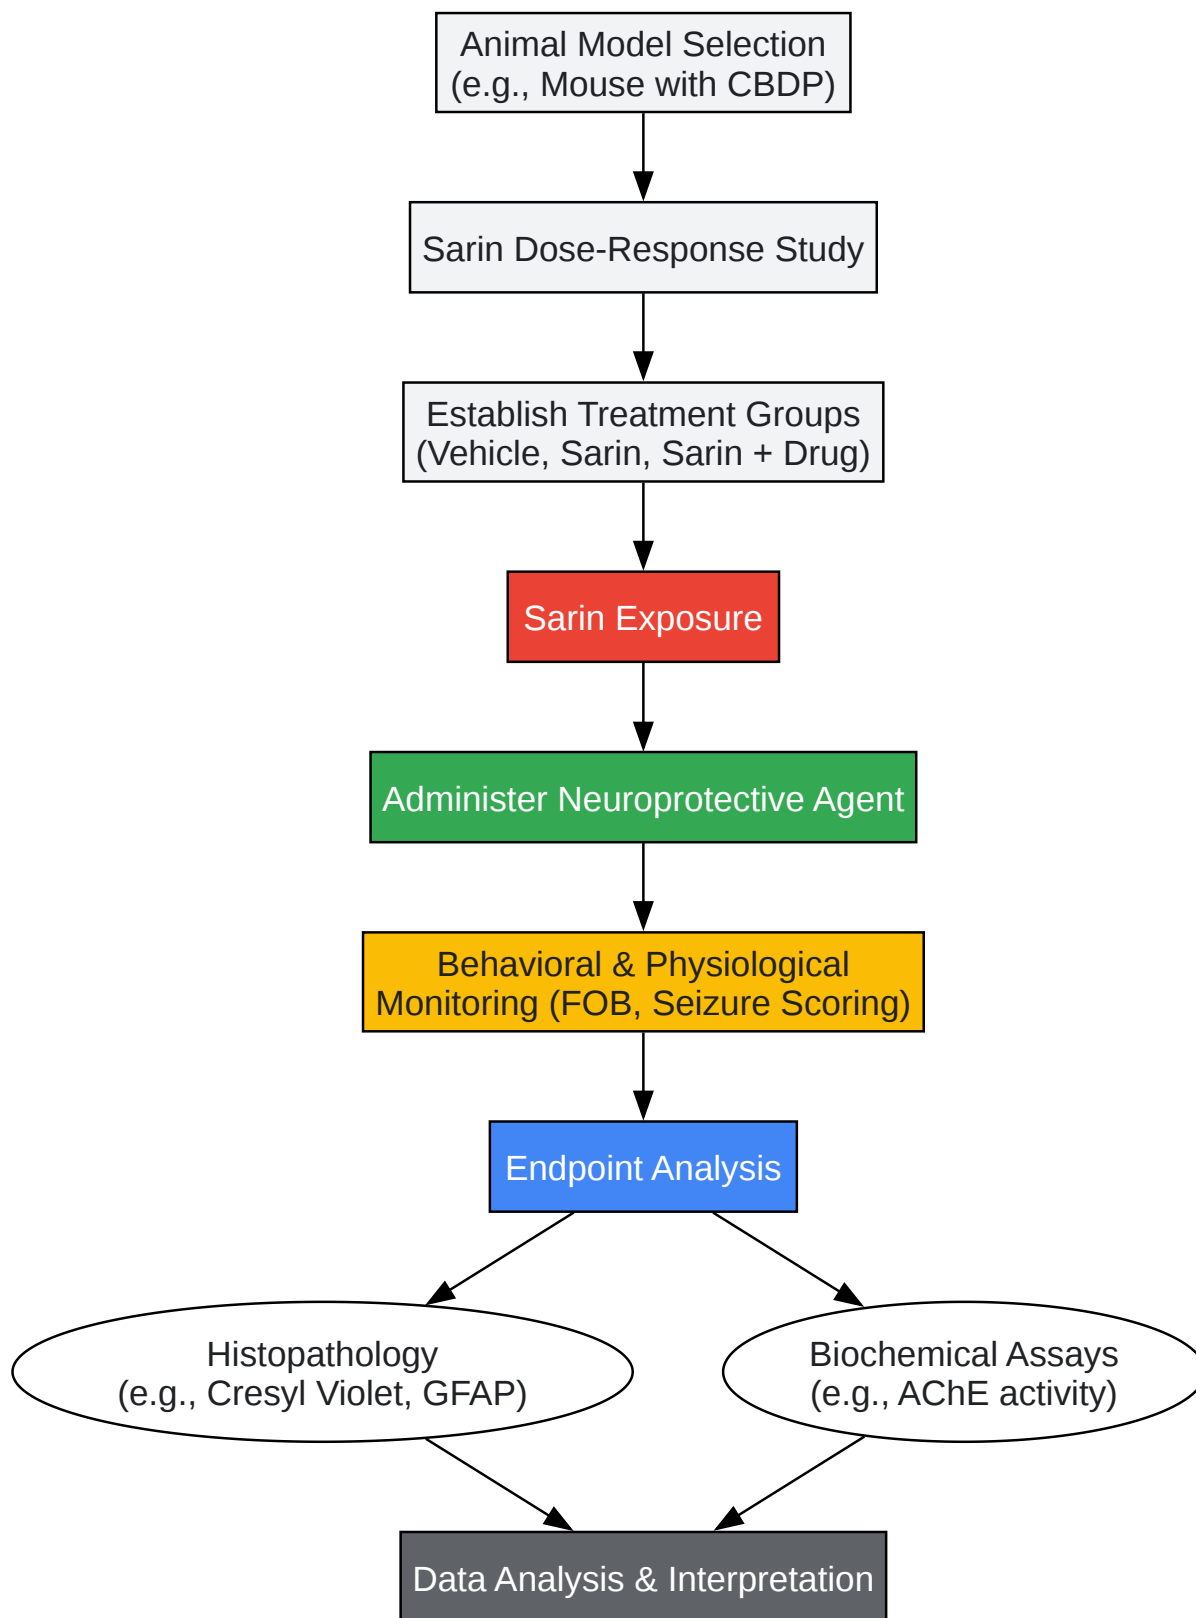 Animal Model Selection
(e.g., Mouse with CBDP)
Sarin Dose-Response Study
Establish Treatment Groups
(Vehicle, Sarin, Sarin + Drug)
Sarin Exposure
Administer Neuroprotective Agent
Behavioral & Physiological
Monitoring (FOB, Seizure Scoring)
Endpoint Analysis
Histopathology
(e.g., Cresyl Violet, GFAP)
Biochemical Assays
(e.g., AChE activity)
Data Analysis & Interpretation